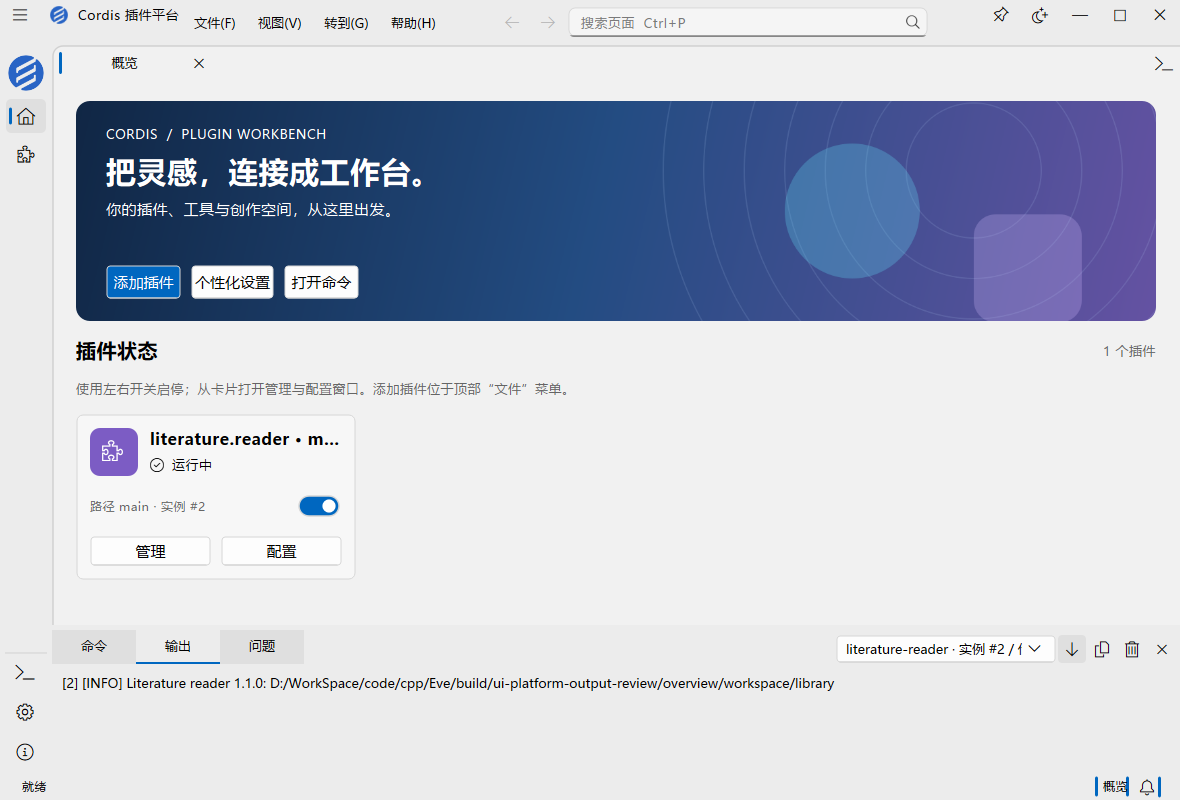 Cordis 插件平台
文件(F) 视图(V) 转到(G) 帮助(H)
搜索页面 Ctrl+P
概览
CORDIS / PLUGIN WORKBENCH
把灵感，连接成工作台。
你的插件、工具与创作空间，从这里出发。
添加插件 个性化设置 打开命令
插件状态
1 个插件
使用左右开关启停；从卡片打开管理与配置窗口。添加插件位于顶部“文件”菜单。
literature.reader • m...
运行中
路径 main · 实例 #2
管理 配置
命令 输出 问题
literature-reader · 实例 #2 /
[2] [INFO] Literature reader 1.1.0: D:/WorkSpace/code/cpp/Eve/build/ui-platform-output-review/overview/workspace/library
就绪
概览